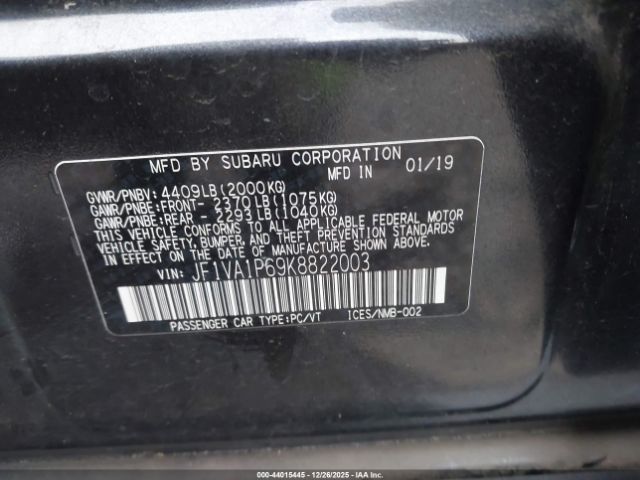 MFD BY SUBARU CORPORATION
MFD IN 01/19
GVWR/PNBV: 4409LB(2000KG)
GAWR/PNBE:FRONT- 2370LB(1075KG)
GAWR/PNBE:REAR - 2293LB(1040KG)
THIS VEHICLE CONFORMS TO ALL APPLICABLE FEDERAL MOTOR
VEHICLE SAFETY, BUMPER, AND THEFT PREVENTION STANDARDS
IN EFFECT ON THE DATE OF MANUFACTURE SHOWN ABOVE.
VIN: JF1VA1P69K8822003
PASSENGER CAR TYPE:PC/VT ICES/NMB-002
000-44015445 - 12/26/2025 - IAAI.COM